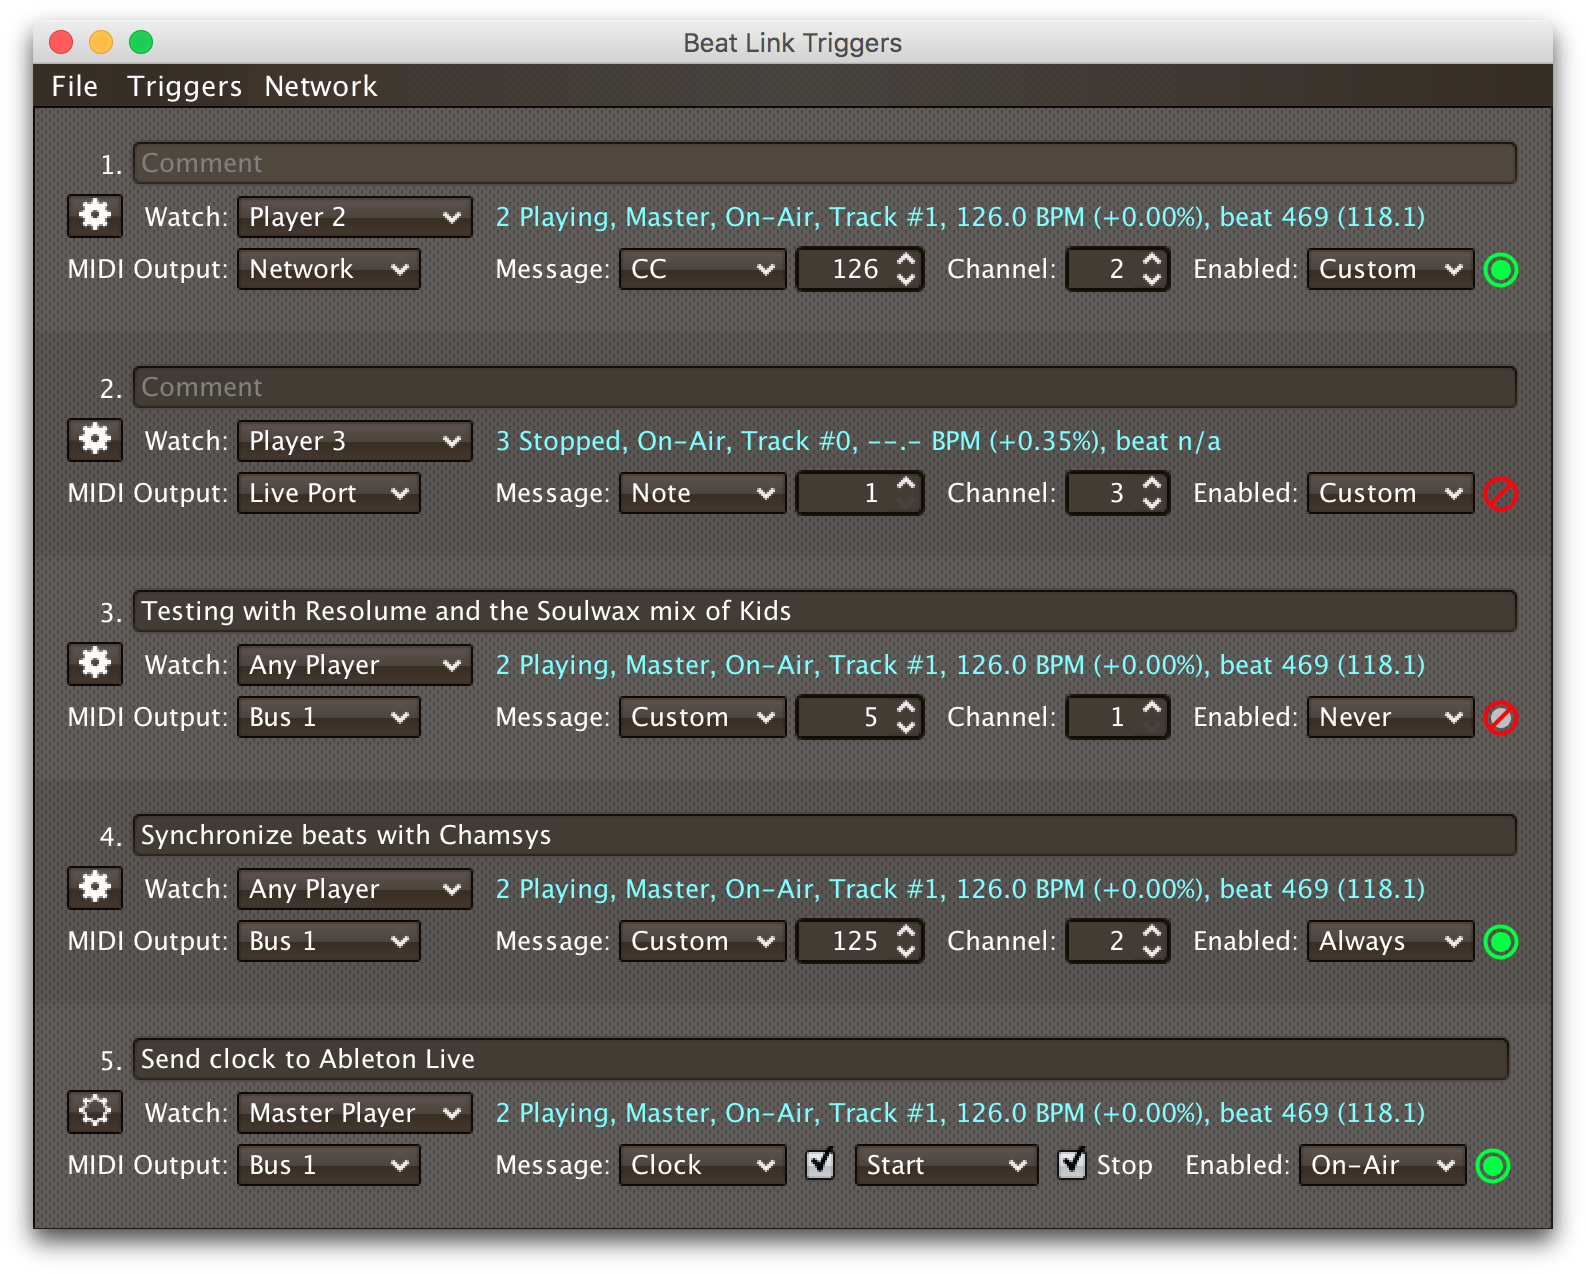 Beat Link Triggers
File Triggers Network
1. Comment
Watch: Player 2 2 Playing, Master, On-Air, Track #1, 126.0 BPM (+0.00%), beat 469 (118.1)
MIDI Output: Network Message: CC 126 Channel: 2 Enabled: Custom
2. Comment
Watch: Player 3 3 Stopped, On-Air, Track #0, --.- BPM (+0.35%), beat n/a
MIDI Output: Live Port Message: Note 1 Channel: 3 Enabled: Custom
3. Testing with Resolume and the Soulwax mix of Kids
Watch: Any Player 2 Playing, Master, On-Air, Track #1, 126.0 BPM (+0.00%), beat 469 (118.1)
MIDI Output: Bus 1 Message: Custom 5 Channel: 1 Enabled: Never
4. Synchronize beats with Chamsys
Watch: Any Player 2 Playing, Master, On-Air, Track #1, 126.0 BPM (+0.00%), beat 469 (118.1)
MIDI Output: Bus 1 Message: Custom 125 Channel: 2 Enabled: Always
5. Send clock to Ableton Live
Watch: Master Player 2 Playing, Master, On-Air, Track #1, 126.0 BPM (+0.00%), beat 469 (118.1)
MIDI Output: Bus 1 Message: Clock Start Stop Enabled: On-Air